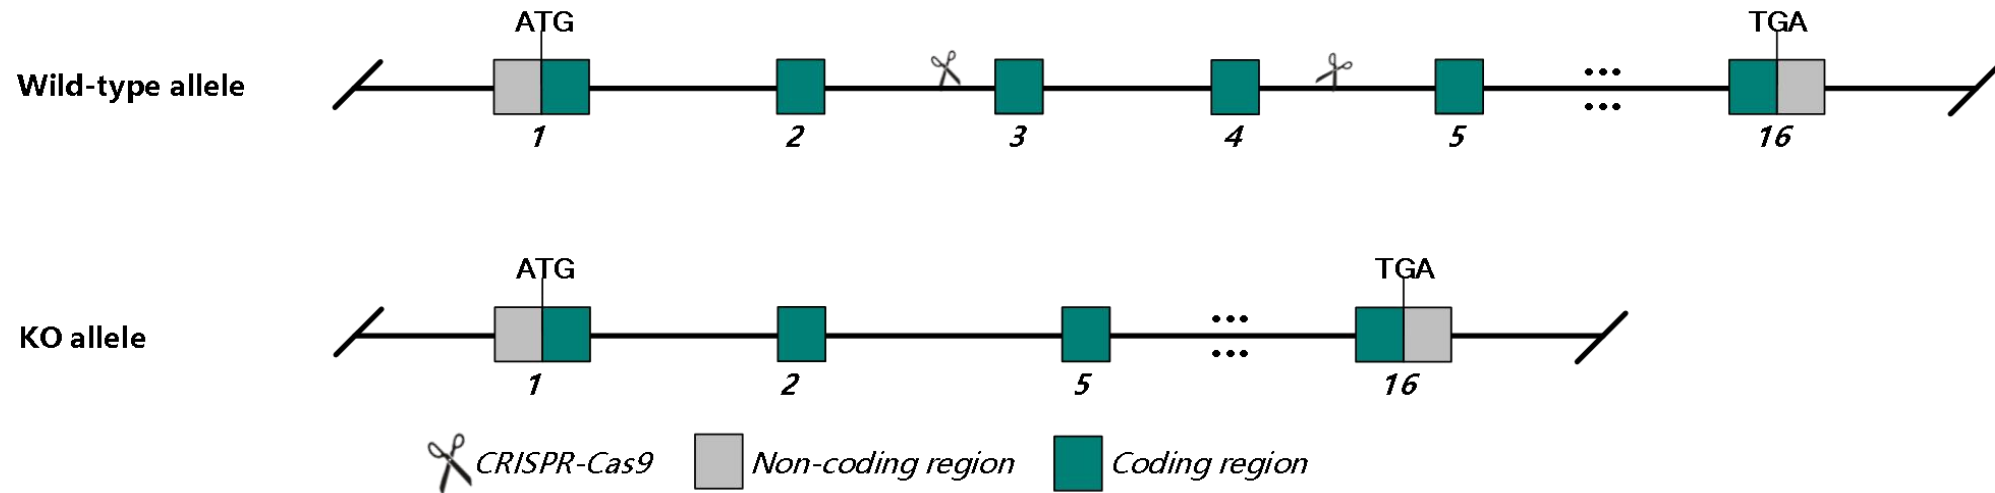 ATG TGA
Wild-type allele
1 2 3 4 5 16
ATG TGA
KO allele
1 2 5 16
CRISPR-Cas9 Non-coding region Coding region